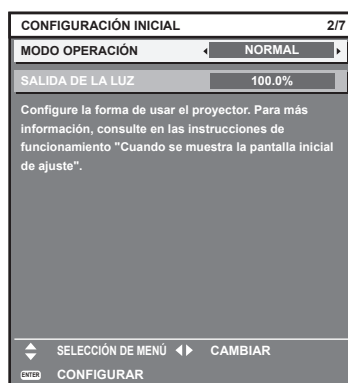 CONFIGURACIÓN INICIAL 2/7
MODO OPERACIÓN NORMAL
SALIDA DE LA LUZ 100.0%
Configure la forma de usar el proyector. Para más
información, consulte en las instrucciones de
funcionamiento "Cuando se muestra la pantalla inicial
de ajuste".
SELECCIÓN DE MENÚ CAMBIAR
ENTER CONFIGURAR